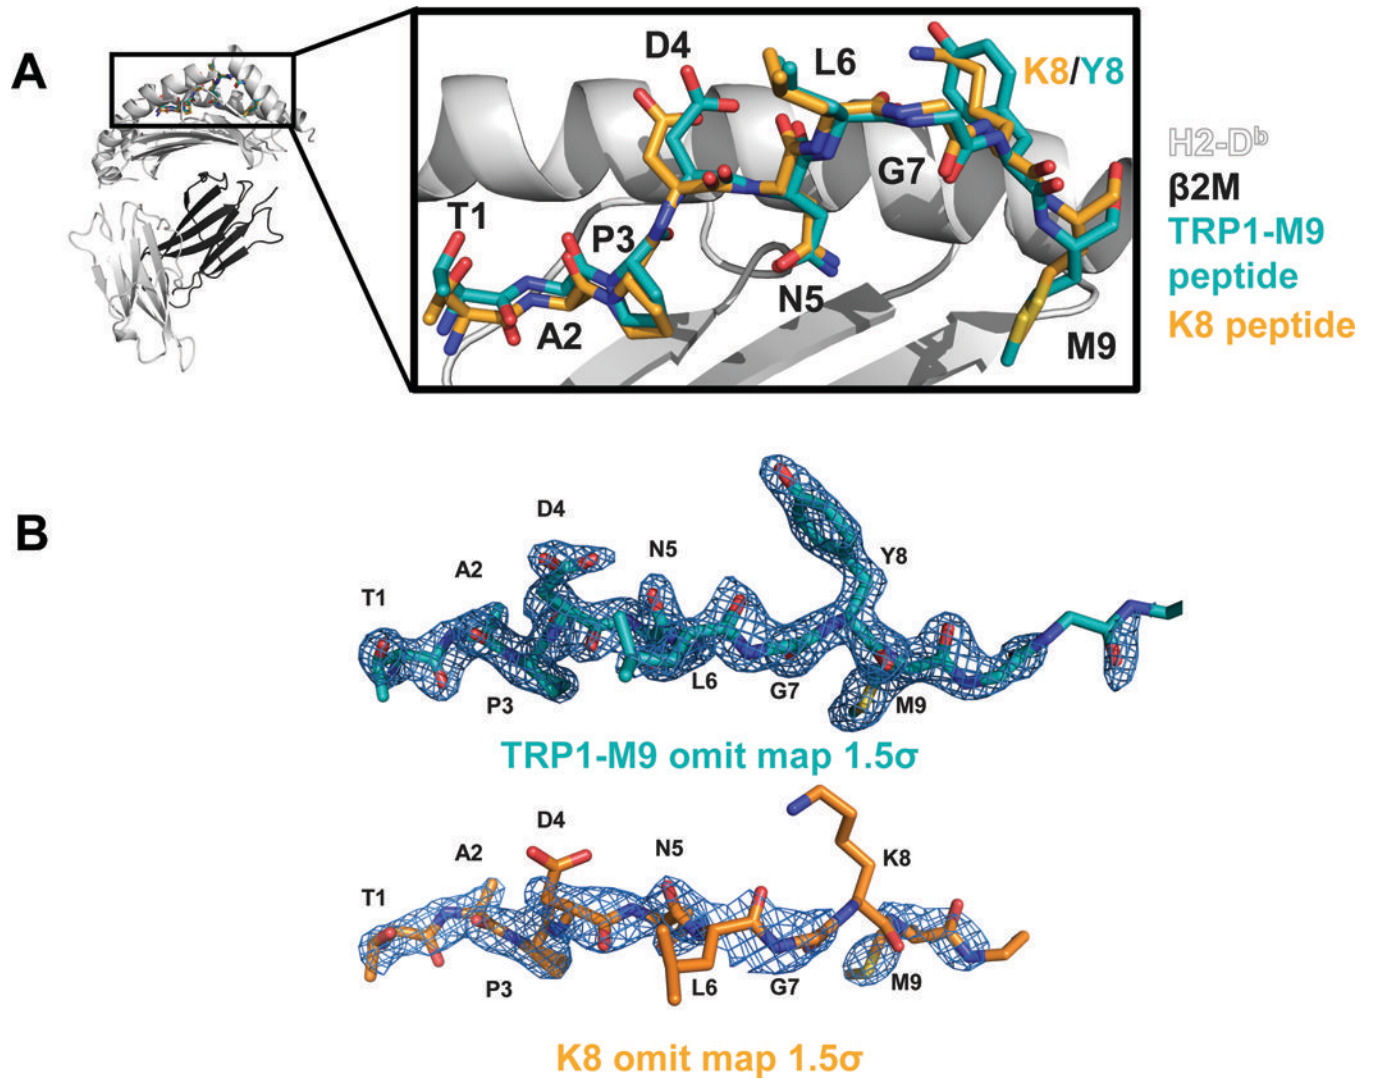 A
D4
L6
K8/Y8
T1
P3
G7
A2
N5
M9
H2-Dᵇ
β2M
TRP1-M9
peptide
K8 peptide
B
D4
N5
Y8
A2
T1
P3
L6
G7
M9
TRP1-M9 omit map 1.5σ
D4
N5
A2
K8
T1
P3
L6
G7
M9
K8 omit map 1.5σ